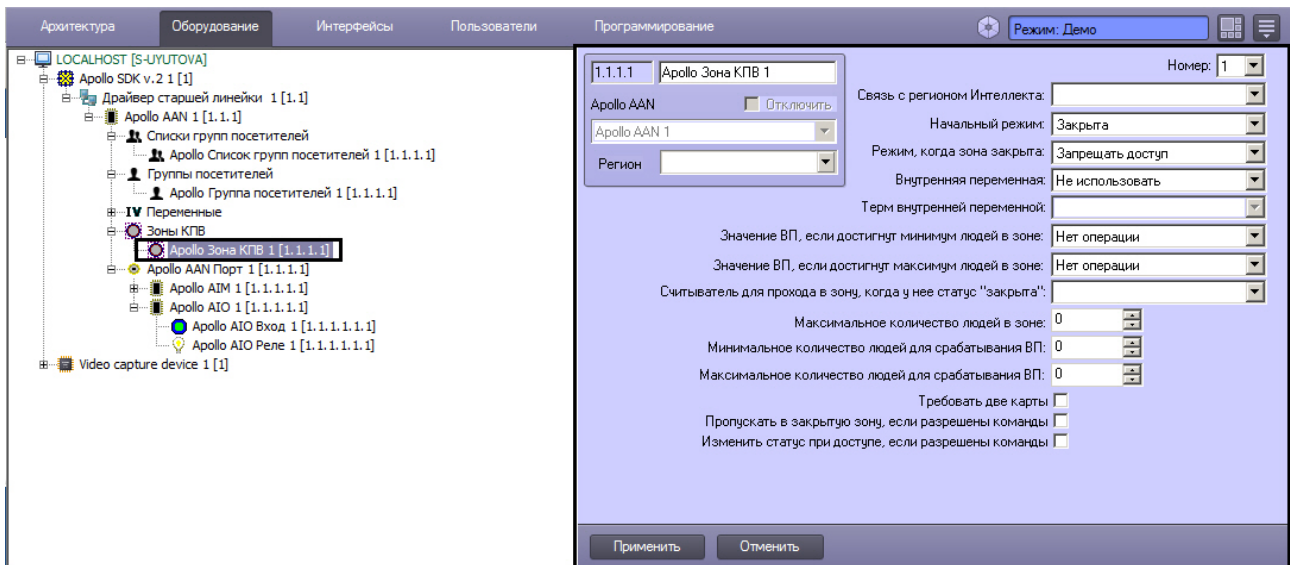 Архитектура Оборудование Интерфейсы Пользователи Программирование Режим: Демо
LOCALHOST [S-UYUTOVA]
Apollo SDK v.2 1 [1]
Драйвер старшей линейки 1 [1.1]
Apollo AAN 1 [1.1.1]
Списки групп посетителей
Apollo Список групп посетителей 1 [1.1.1.1]
Группы посетителей
Apollo Группа посетителей 1 [1.1.1.1]
Переменные
Зоны КПВ
Apollo Зона КПВ 1 [1.1.1.1]
Apollo AAN Порт 1 [1.1.1.1]
Apollo AIM 1 [1.1.1.1.1]
Apollo AIO 1 [1.1.1.1.1]
Apollo AIO Вход 1 [1.1.1.1.1.1]
Apollo AIO Реле 1 [1.1.1.1.1.1]
Video capture device 1 [1]
1.1.1.1 Apollo Зона КПВ 1
Apollo AAN Отключить
Apollo AAN 1
Регион
Номер: 1
Связь с регионом Интеллекта:
Начальный режим: Закрыта
Режим, когда зона закрыта: Запрещать доступ
Внутренняя переменная: Не использовать
Терм внутренней переменной:
Значение ВП, если достигнут минимум людей в зоне: Нет операции
Значение ВП, если достигнут максимум людей в зоне: Нет операции
Считыватель для прохода в зону, когда у нее статус "закрыта":
Максимальное количество людей в зоне: 0
Минимальное количество людей для срабатывания ВП: 0
Максимальное количество людей для срабатывания ВП: 0
Требовать две карты
Пропускать в закрытую зону, если разрешены команды
Изменить статус при доступе, если разрешены команды
Применить Отменить